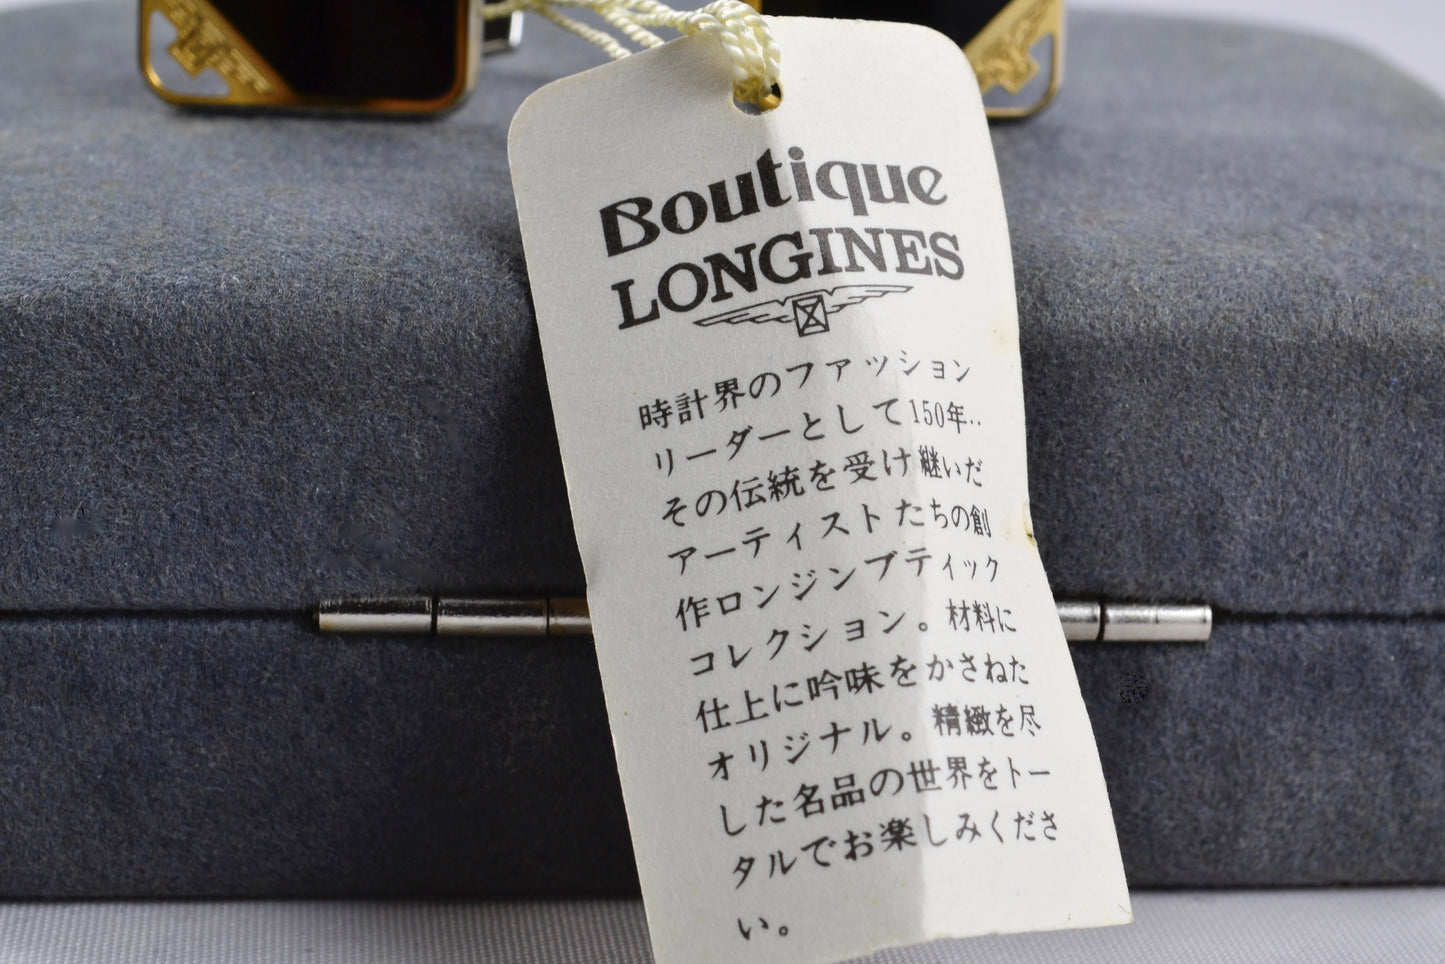 Boutique
LONGINES
時計界のファッション
リーダーとして150年‥
その伝統を受け継いだ
アーティストたちの創
作ロンジンブティック
コレクション。材料に
仕上に吟味をかさねた
オリジナル。精緻を尽
した名品の世界をトー
タルでお楽しみくださ
い。